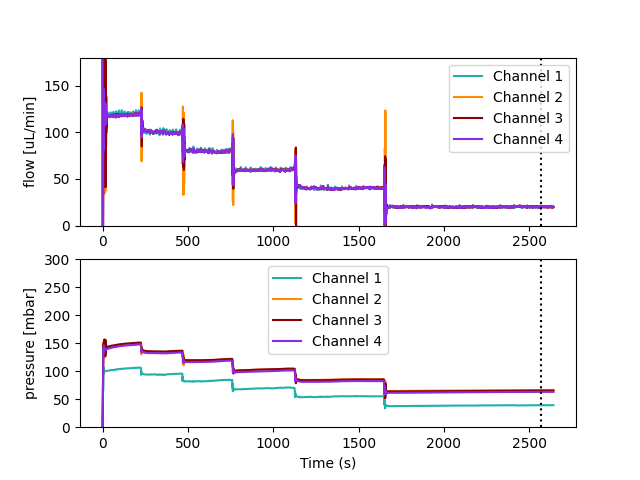 flow [uL/min]
150
100
50
0
Channel 1
Channel 2
Channel 3
Channel 4
0 500 1000 1500 2000 2500
pressure [mbar]
300
250
200
150
100
50
0
Channel 1
Channel 2
Channel 3
Channel 4
0 500 1000 1500 2000 2500
Time (s)